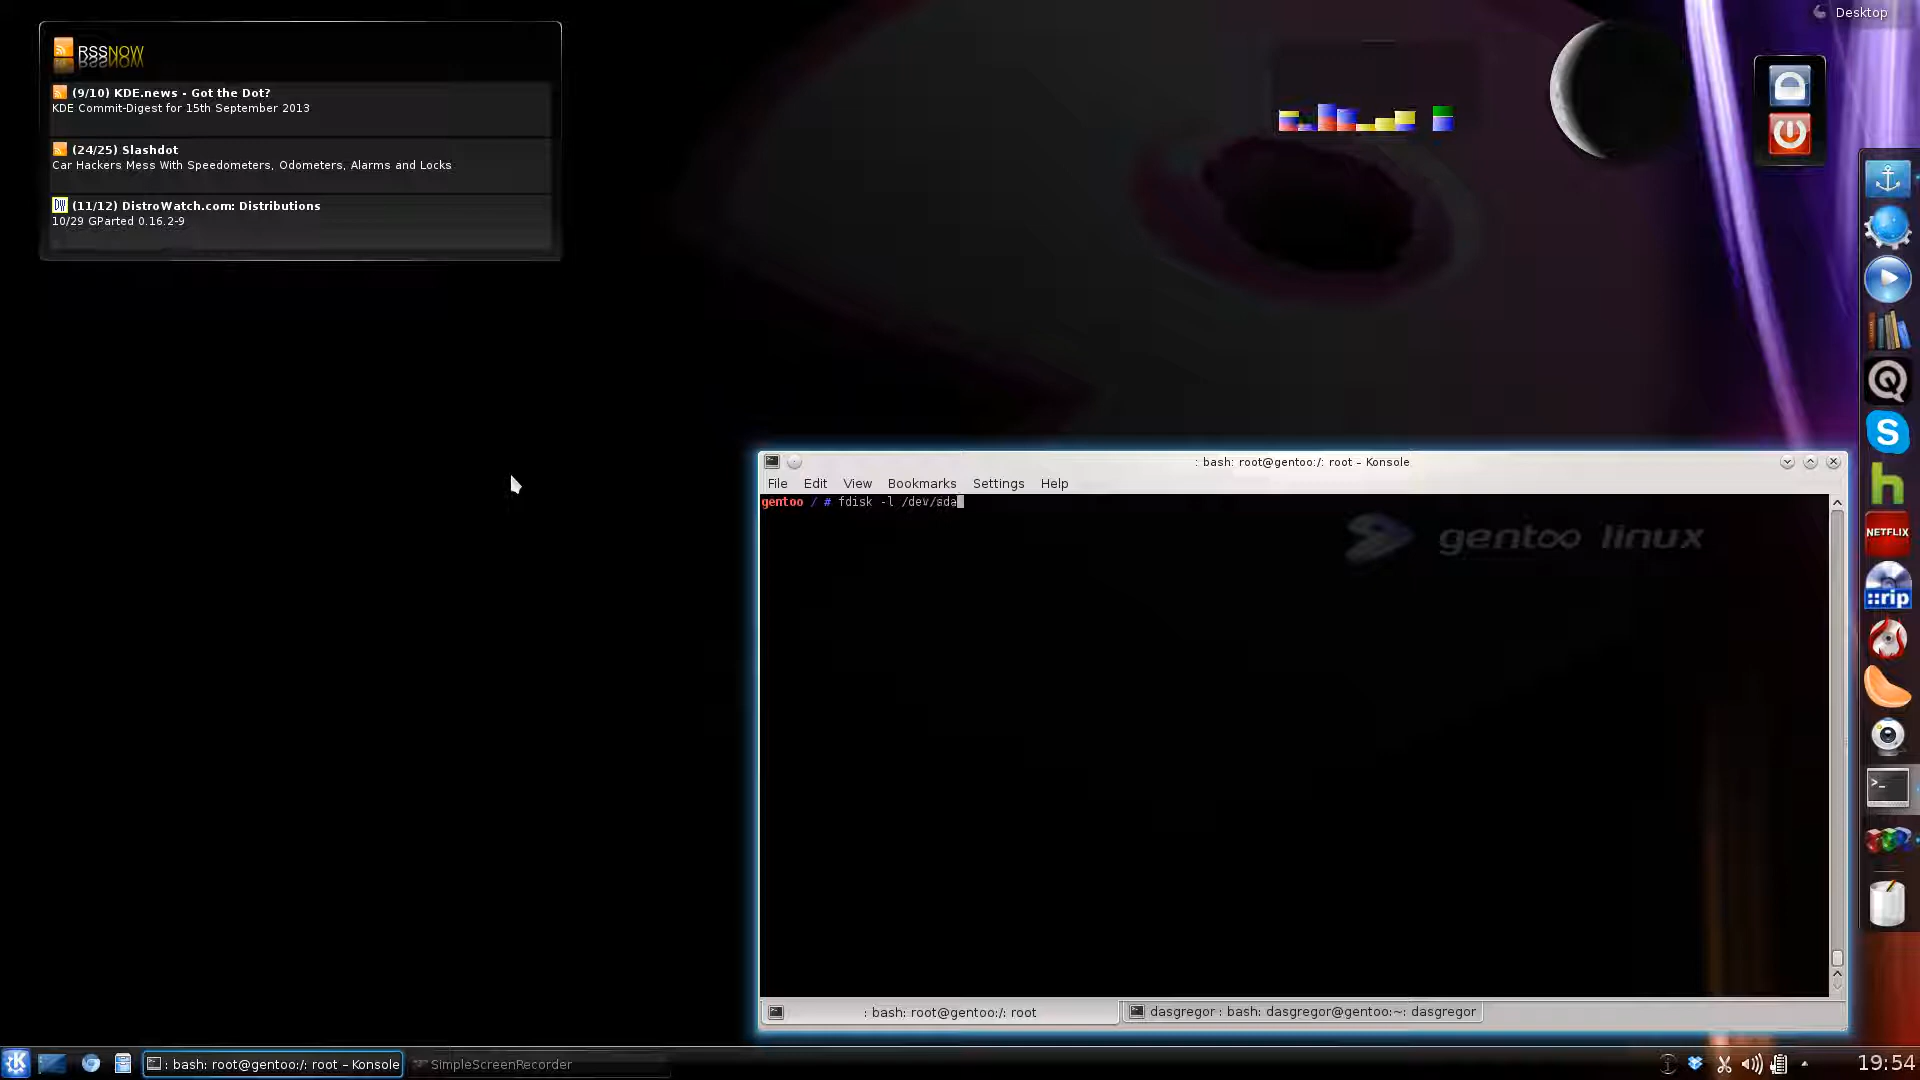 Desktop
RSSNOW
(9/10) KDE.news - Got the Dot?
KDE Commit-Digest for 15th September 2013
(24/25) Slashdot
Car Hackers Mess With Speedometers, Odometers, Alarms and Locks
DW (11/12) DistroWatch.com: Distributions
10/29 GParted 0.16.2-9
: bash: root@gentoo:/: root – Konsole
File Edit View Bookmarks Settings Help
gentoo / # fdisk -l /dev/sda
gentoo linux
S
h
NETFLIX
::rip
>_
: bash: root@gentoo:/: root
dasgregor : bash: dasgregor@gentoo:~: dasgregor
: bash: root@gentoo:/: root – Konsole
SimpleScreenRecorder
19:54